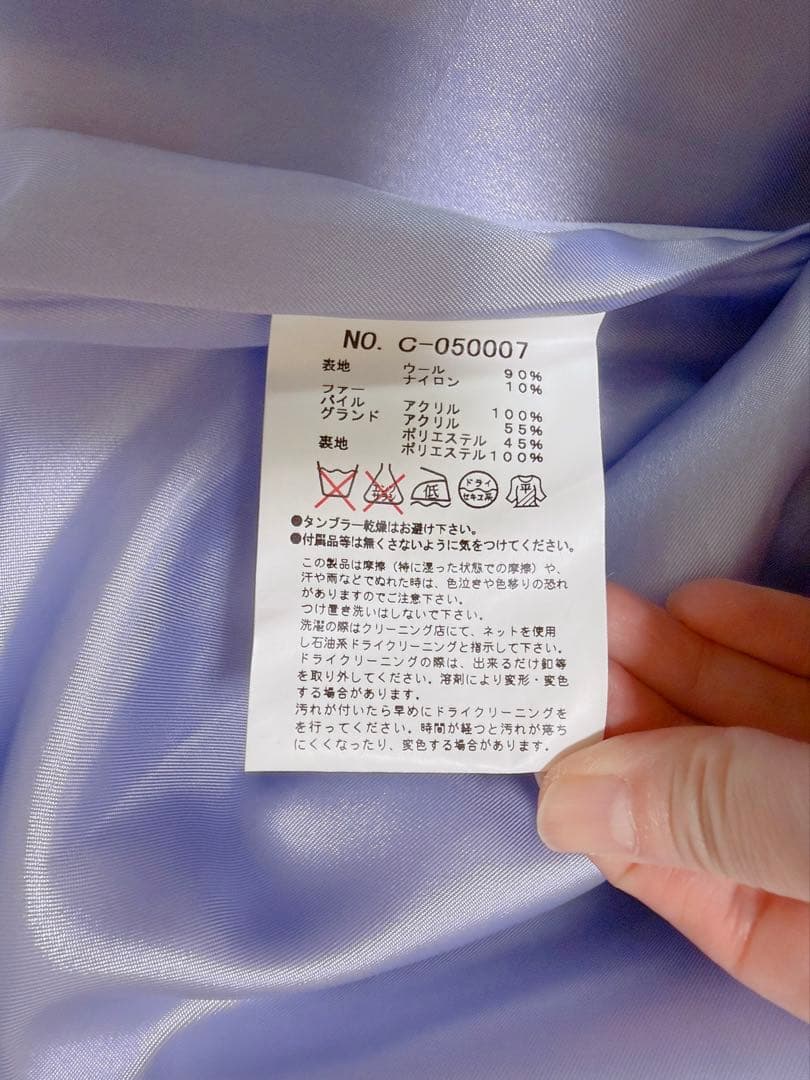 NO. C-050007
表地 ウール 90%
ナイロン 10%
ファー
パイル アクリル 100%
グランド アクリル 55%
ポリエステル 45%
裏地 ポリエステル 100%
エンソ サラシ 低 ドライ セキユ系 平
●タンブラー乾燥はお避け下さい。
●付属品等は無くさないように気をつけてください。
この製品は摩擦（特に湿った状態での摩擦）や、
汗や雨などでぬれた時は、色泣きや色移りの恐れ
がありますのでご注意下さい。
つけ置き洗いはしないで下さい。
洗濯の際はクリーニング店にて、ネットを使用
し石油系ドライクリーニングと指示して下さい。
ドライクリーニングの際は、出来るだけ釦等
を取り外してください。溶剤により変形・変色
する場合があります。
汚れが付いたら早めにドライクリーニングを
を行ってください。時間が経つと汚れが落ち
にくくなったり、変色する場合があります。